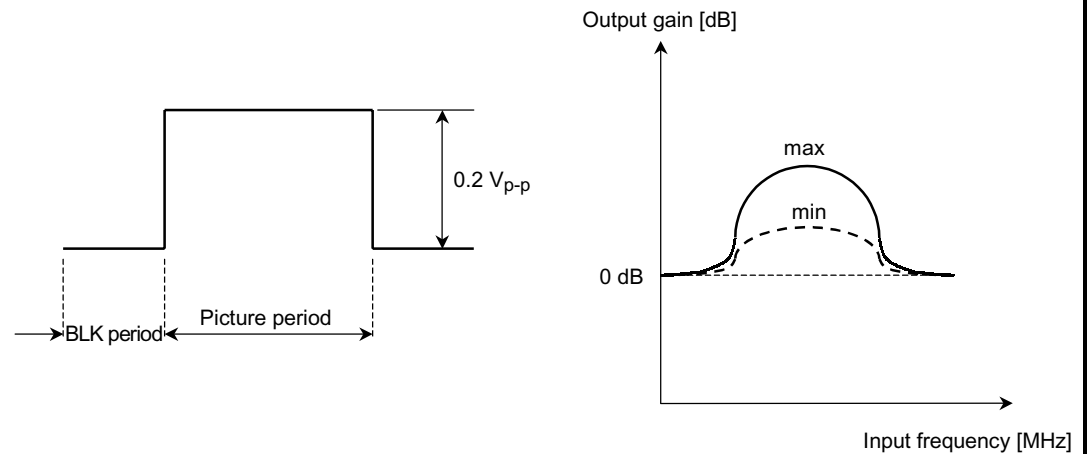 0.2 Vp-p
BLK period
Picture period
Output gain [dB]
max
min
0 dB
Input frequency [MHz]